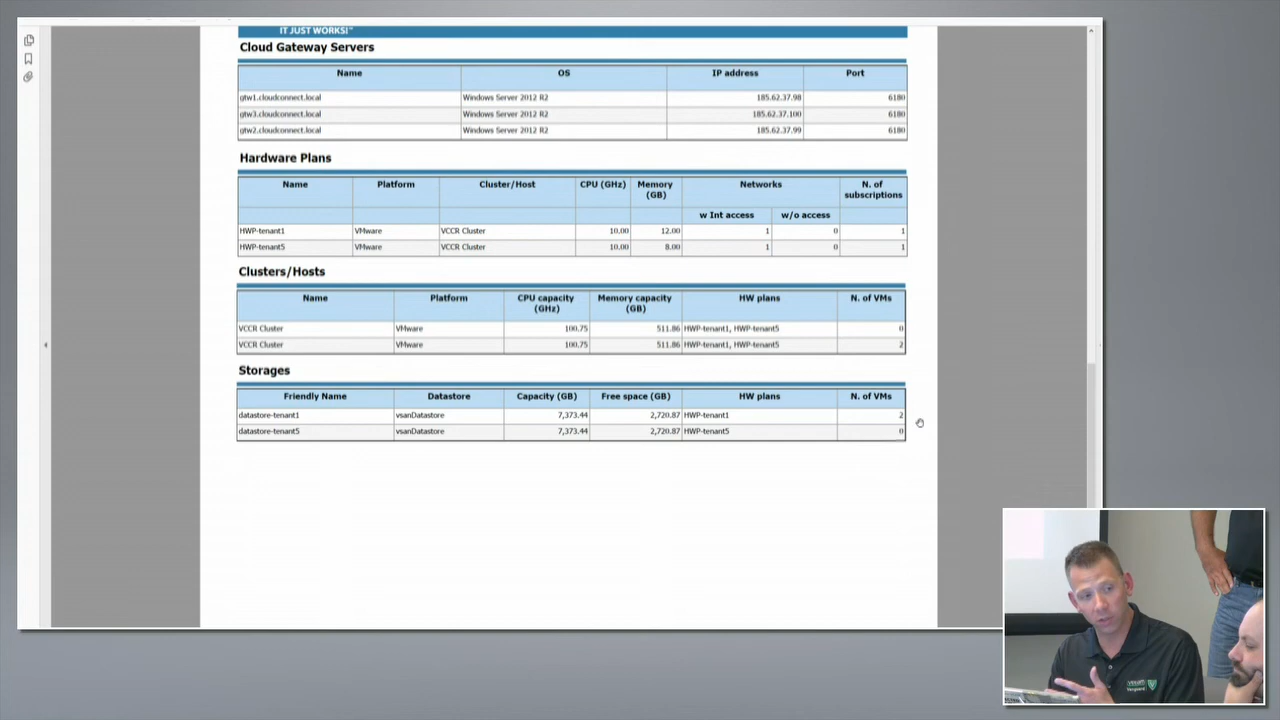 IT JUST WORKS!"
Cloud Gateway Servers
Name OS IP address Port
gtw1.cloudconnect.local Windows Server 2012 R2 185.62.37.98 6180
gtw3.cloudconnect.local Windows Server 2012 R2 185.62.37.100 6180
gtw2.cloudconnect.local Windows Server 2012 R2 185.62.37.99 6180
Hardware Plans
Name Platform Cluster/Host CPU (GHz) Memory (GB) Networks N. of subscriptions
w Int access w/o access
HWP-tenant1 VMware VCCR Cluster 10.00 12.00 1 0 1
HWP-tenant5 VMware VCCR Cluster 10.00 8.00 1 0 1
Clusters/Hosts
Name Platform CPU capacity (GHz) Memory capacity (GB) HW plans N. of VMs
VCCR Cluster VMware 100.75 511.86 HWP-tenant1, HWP-tenant5 0
VCCR Cluster VMware 100.75 511.86 HWP-tenant1, HWP-tenant5 2
Storages
Friendly Name Datastore Capacity (GB) Free space (GB) HW plans N. of VMs
datastore-tenant1 vsanDatastore 7,373.44 2,720.87 HWP-tenant1 2
datastore-tenant5 vsanDatastore 7,373.44 2,720.87 HWP-tenant5 0
Vanguard